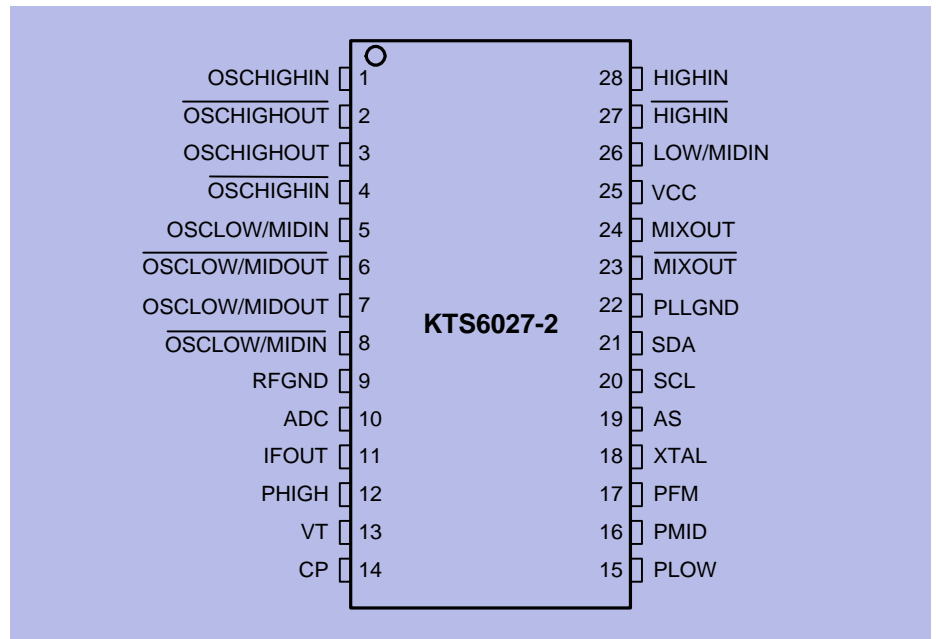 OSCHIGHIN 1 28 HIGHIN
OSCHIGHOUT 2 27 HIGHIN
OSCHIGHOUT 3 26 LOW/MIDIN
OSCHIGHIN 4 25 VCC
OSCLOW/MIDIN 5 24 MIXOUT
OSCLOW/MIDOUT 6 23 MIXOUT
OSCLOW/MIDOUT 7 22 PLLGND
KTS6027-2
OSCLOW/MIDIN 8 21 SDA
RFGND 9 20 SCL
ADC 10 19 AS
IFOUT 11 18 XTAL
PHIGH 12 17 PFM
VT 13 16 PMID
CP 14 15 PLOW